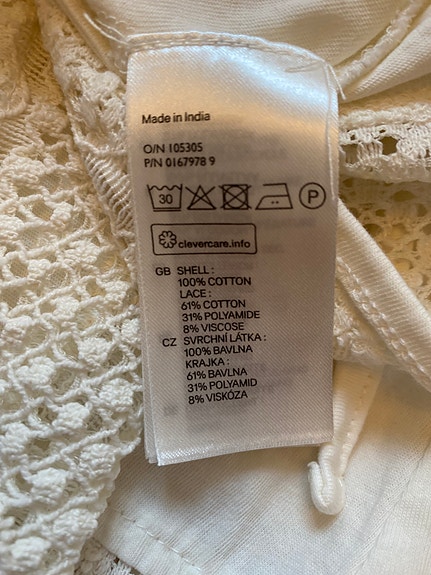 Made in India
O/N 105305
P/N 0167978 9
30
P
clevercare.info
GB SHELL :
100% COTTON
LACE :
61% COTTON
31% POLYAMIDE
8% VISCOSE
CZ SVRCHNÍ LÁTKA :
100% BAVLNA
KRAJKA :
61% BAVLNA
31% POLYAMID
8% VISKÓZA